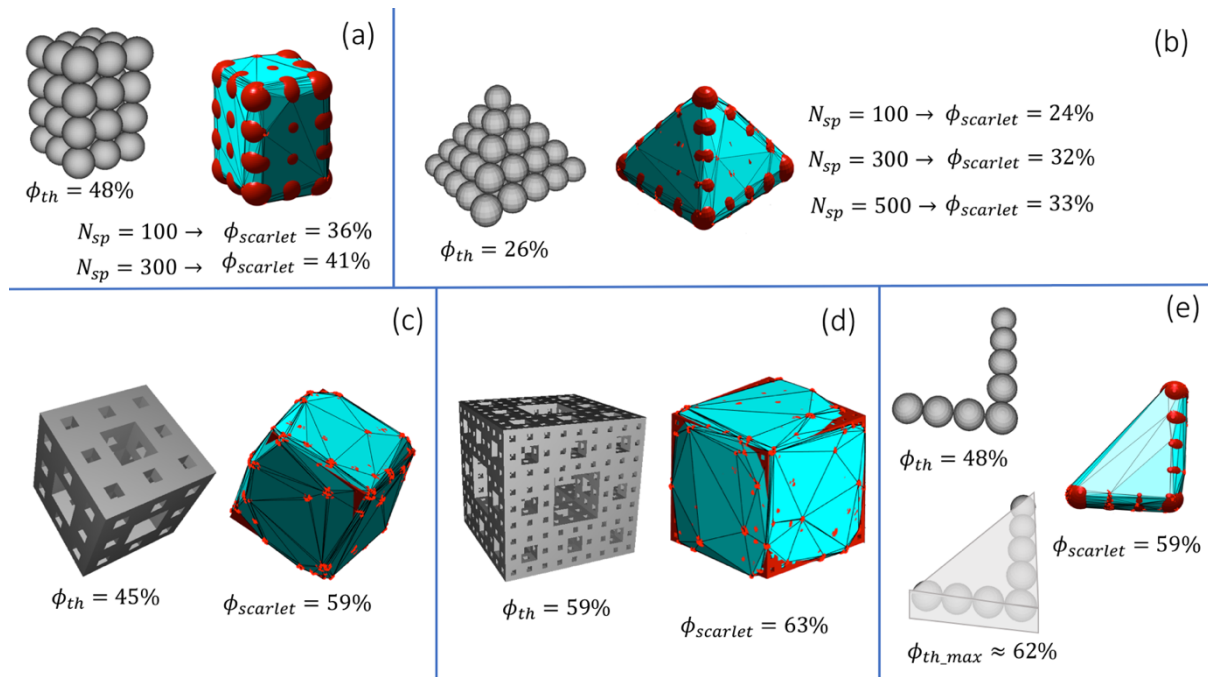 (a)
ϕ_th = 48%
N_sp = 100 → ϕ_scarlet = 36%
N_sp = 300 → ϕ_scarlet = 41%
(b)
ϕ_th = 26%
N_sp = 100 → ϕ_scarlet = 24%
N_sp = 300 → ϕ_scarlet = 32%
N_sp = 500 → ϕ_scarlet = 33%
(c)
ϕ_th = 45%
ϕ_scarlet = 59%
(d)
ϕ_th = 59%
ϕ_scarlet = 63%
(e)
ϕ_th = 48%
ϕ_scarlet = 59%
ϕ_th_max ≈ 62%